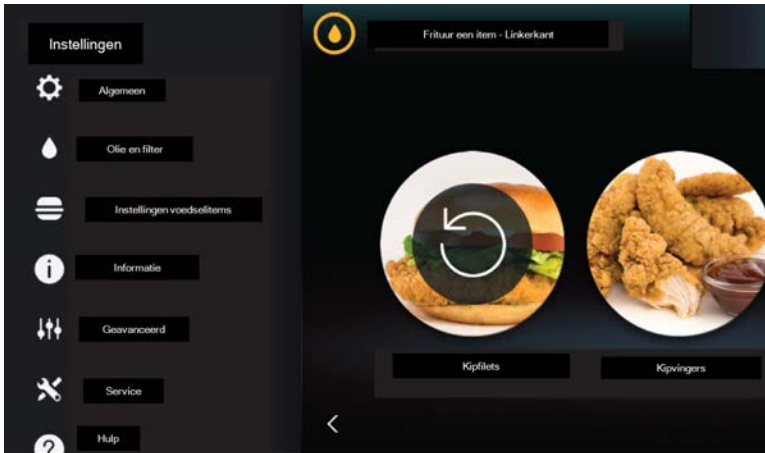 Instellingen
Algemeen
Olie en filter
Instellingen voedselitems
Informatie
Geavanceerd
Service
Hulp
Frituur een item - Linkerkant
Kipfilets
Kipvingers